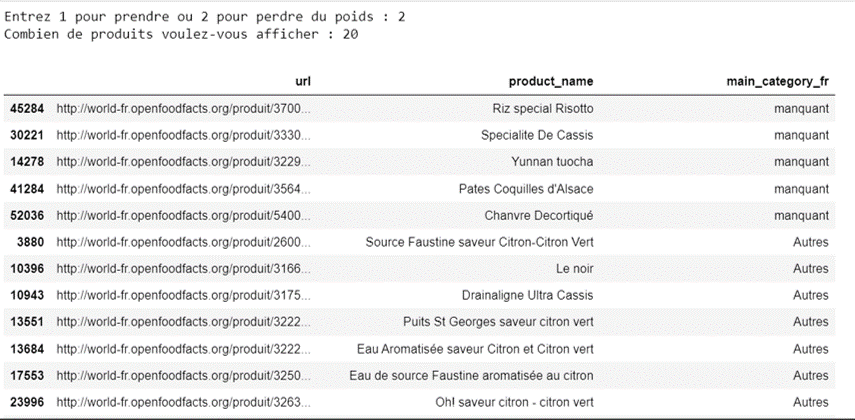 Entrez 1 pour prendre ou 2 pour perdre du poids : 2
Combien de produits voulez-vous afficher : 20
url product_name main_category_fr
45284 http://world-fr.openfoodfacts.org/produit/3700... Riz special Risotto manquant
30221 http://world-fr.openfoodfacts.org/produit/3330... Specialite De Cassis manquant
14278 http://world-fr.openfoodfacts.org/produit/3229... Yunnan tuocha manquant
41284 http://world-fr.openfoodfacts.org/produit/3564... Pates Coquilles d'Alsace manquant
52036 http://world-fr.openfoodfacts.org/produit/5400... Chanvre Decortiqué manquant
3880 http://world-fr.openfoodfacts.org/produit/2600... Source Faustine saveur Citron-Citron Vert Autres
10396 http://world-fr.openfoodfacts.org/produit/3166... Le noir Autres
10943 http://world-fr.openfoodfacts.org/produit/3175... Drainaligne Ultra Cassis Autres
13551 http://world-fr.openfoodfacts.org/produit/3222... Puits St Georges saveur citron vert Autres
13684 http://world-fr.openfoodfacts.org/produit/3222... Eau Aromatisée saveur Citron et Citron vert Autres
17553 http://world-fr.openfoodfacts.org/produit/3250... Eau de source Faustine aromatisée au citron Autres
23996 http://world-fr.openfoodfacts.org/produit/3263... Oh! saveur citron - citron vert Autres